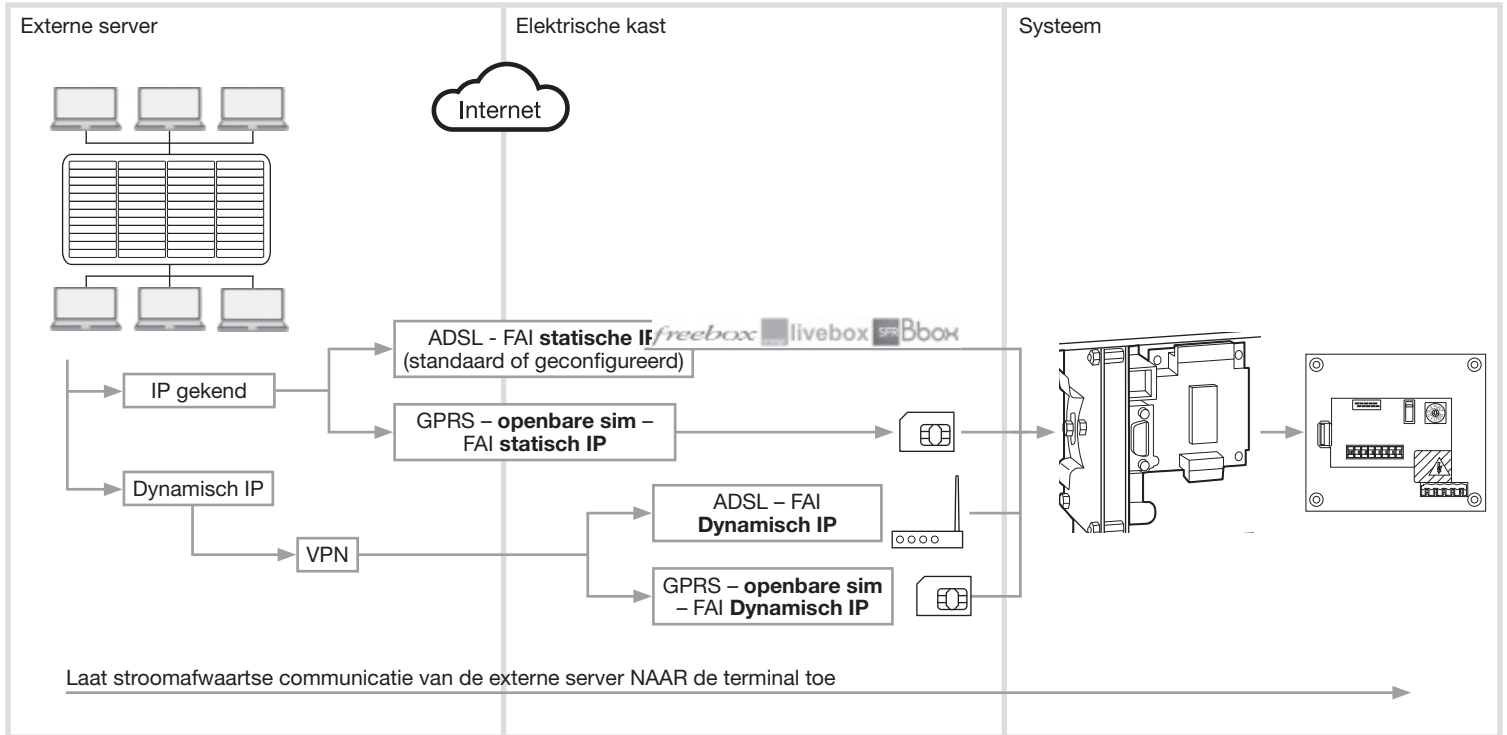 Externe server
Elektrische kast
Systeem
Internet
ADSL - FAI statische IP
(standaard of geconfigureerd)
freebox
livebox
SFR
Bbox
IP gekend
GPRS – openbare sim –
FAI statisch IP
Dynamisch IP
ADSL – FAI
Dynamisch IP
VPN
GPRS – openbare sim
– FAI Dynamisch IP
Laat stroomafwaartse communicatie van de externe server NAAR de terminal toe